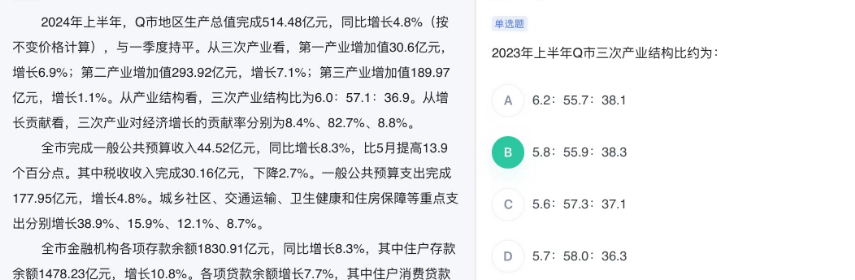 2024年上半年，Q市地区生产总值完成514.48亿元，同比增长4.8%（按
不变价格计算），与一季度持平。从三次产业看，第一产业增加值30.6亿元，
增长6.9%；第二产业增加值293.92亿元，增长7.1%；第三产业增加值189.97
亿元，增长1.1%。从产业结构看，三次产业结构比为6.0：57.1：36.9。从增
长贡献看，三次产业对经济增长的贡献率分别为8.4%、82.7%、8.8%。
全市完成一般公共预算收入44.52亿元，同比增长8.3%，比5月提高13.9
个百分点。其中税收收入完成30.16亿元，下降2.7%。一般公共预算支出完成
177.95亿元，增长4.8%。城乡社区、交通运输、卫生健康和住房保障等重点支
出分别增长38.9%、15.9%、12.1%、8.7%。
全市金融机构各项存款余额1830.91亿元，同比增长8.3%，其中住户存款
余额1478.23亿元，增长10.8%。各项贷款余额增长7.7%，其中住户消费贷款
单选题
2023年上半年Q市三次产业结构比约为：
A 6.2：55.7：38.1
B 5.8：55.9：38.3
C 5.6：57.3：37.1
D 5.7：58.0：36.3